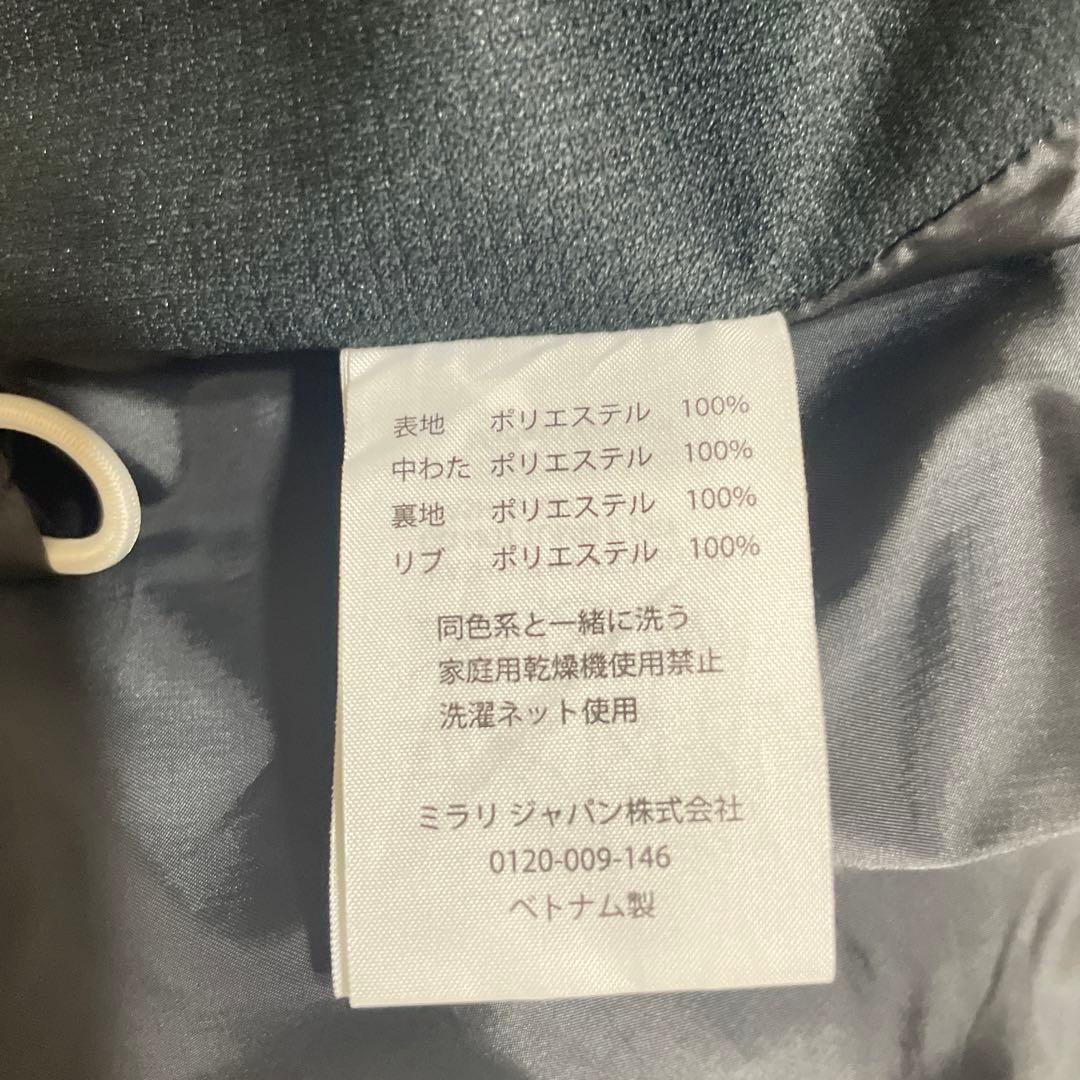 表地 ポリエステル 100%
中わた ポリエステル 100%
裏地 ポリエステル 100%
リブ ポリエステル 100%
同色系と一緒に洗う
家庭用乾燥機使用禁止
洗濯ネット使用
ミラリ ジャパン株式会社
0120-009-146
ベトナム製